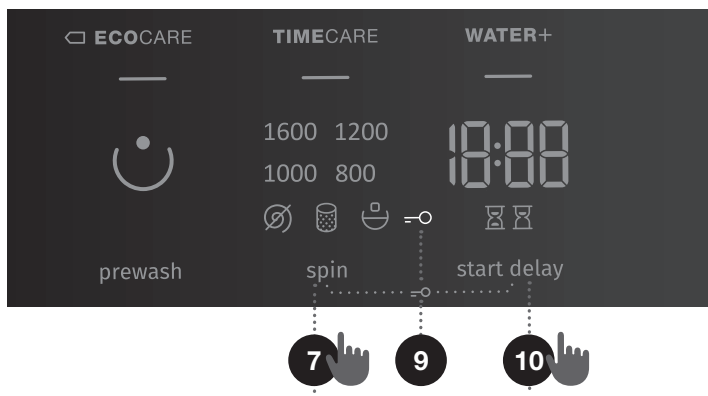 ECOCARE TIMECARE WATER+
1600 1200
18:88
1000 800
prewash spin start delay
7 9 10